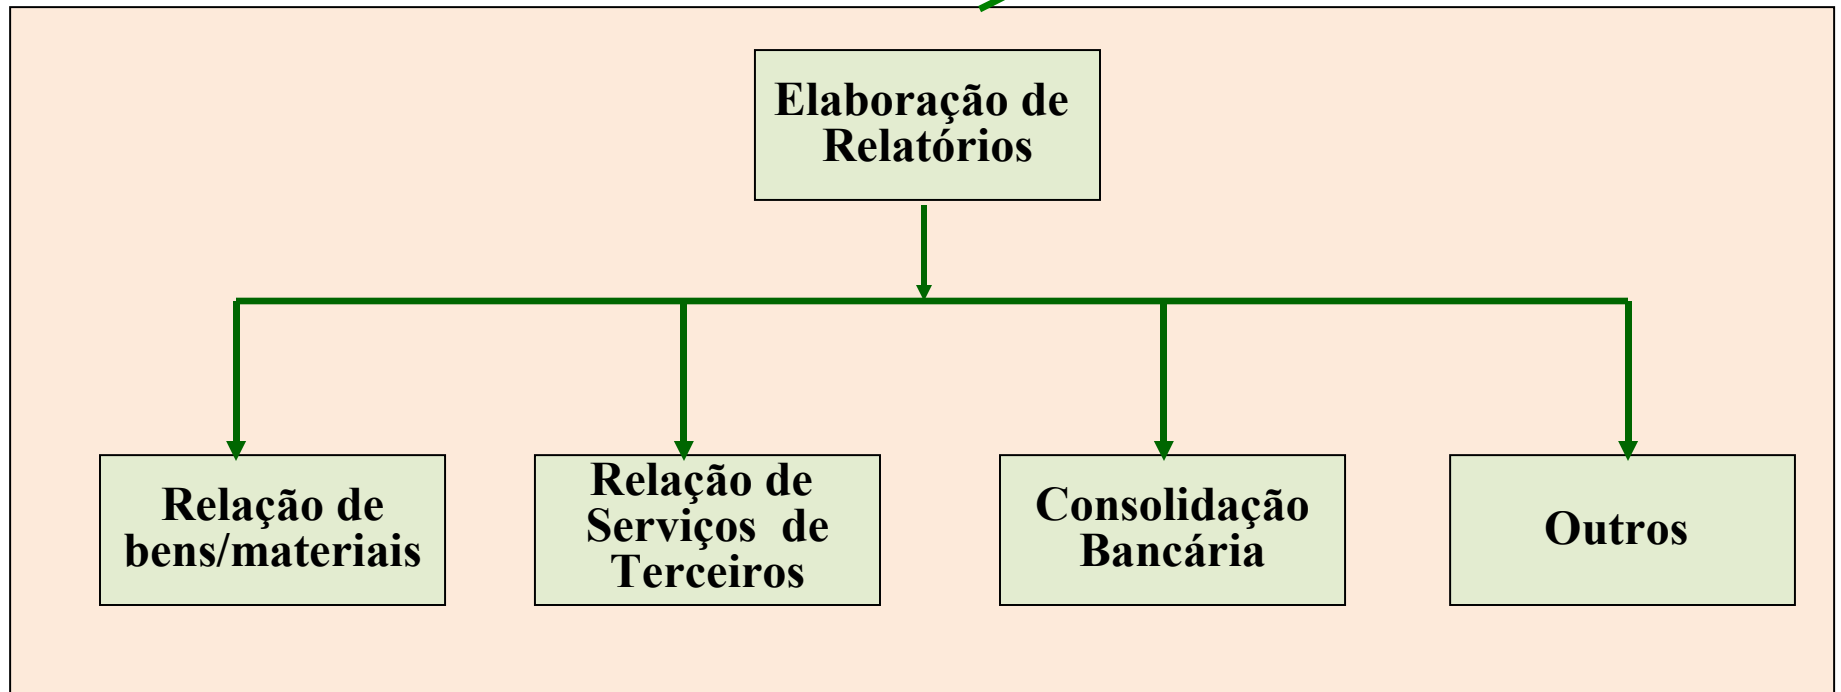 Elaboração de
Relatórios
Relação de
bens/materiais
Relação de
Serviços  de
Terceiros
Consolidação
Bancária
Outros